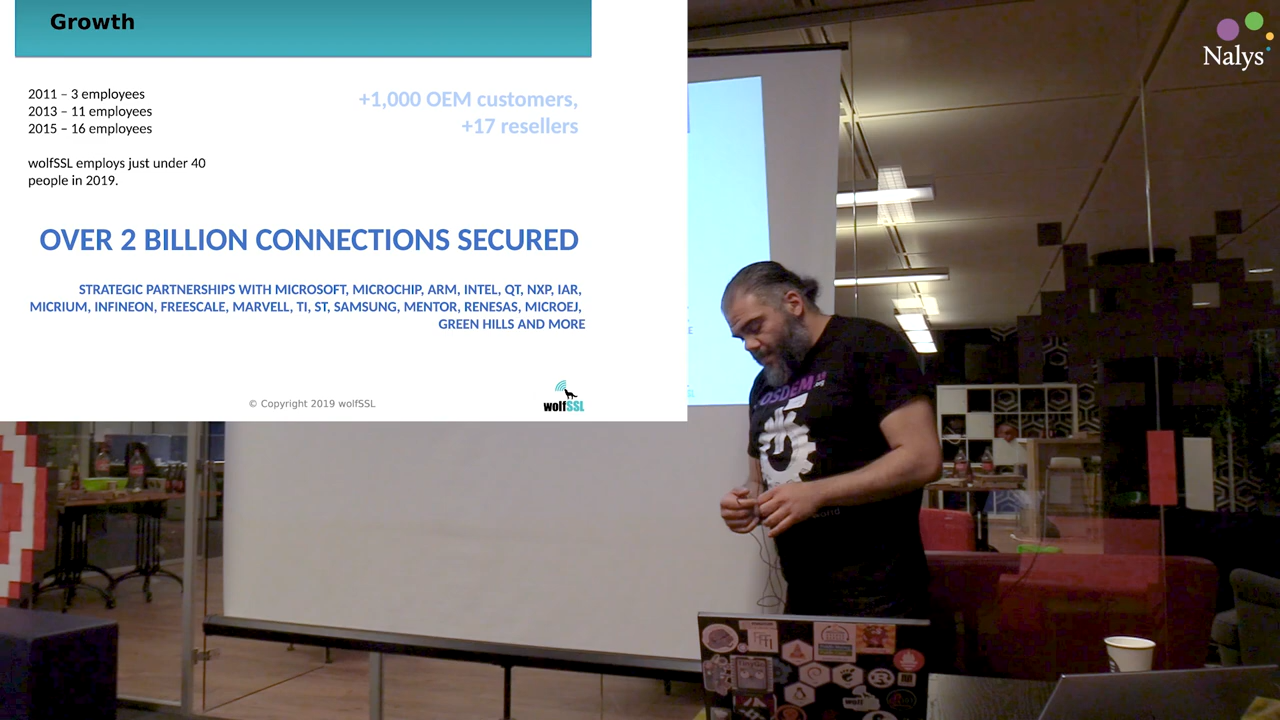 Growth
2011 – 3 employees
2013 – 11 employees
2015 – 16 employees
wolfSSL employs just under 40
people in 2019.
+1,000 OEM customers,
+17 resellers
OVER 2 BILLION CONNECTIONS SECURED
STRATEGIC PARTNERSHIPS WITH MICROSOFT, MICROCHIP, ARM, INTEL, QT, NXP, IAR,
MICRIUM, INFINEON, FREESCALE, MARVELL, TI, ST, SAMSUNG, MENTOR, RENESAS, MICROEJ,
GREEN HILLS AND MORE
© Copyright 2019 wolfSSL
wolfSSL
Nalys
OSDEM
world
wolf